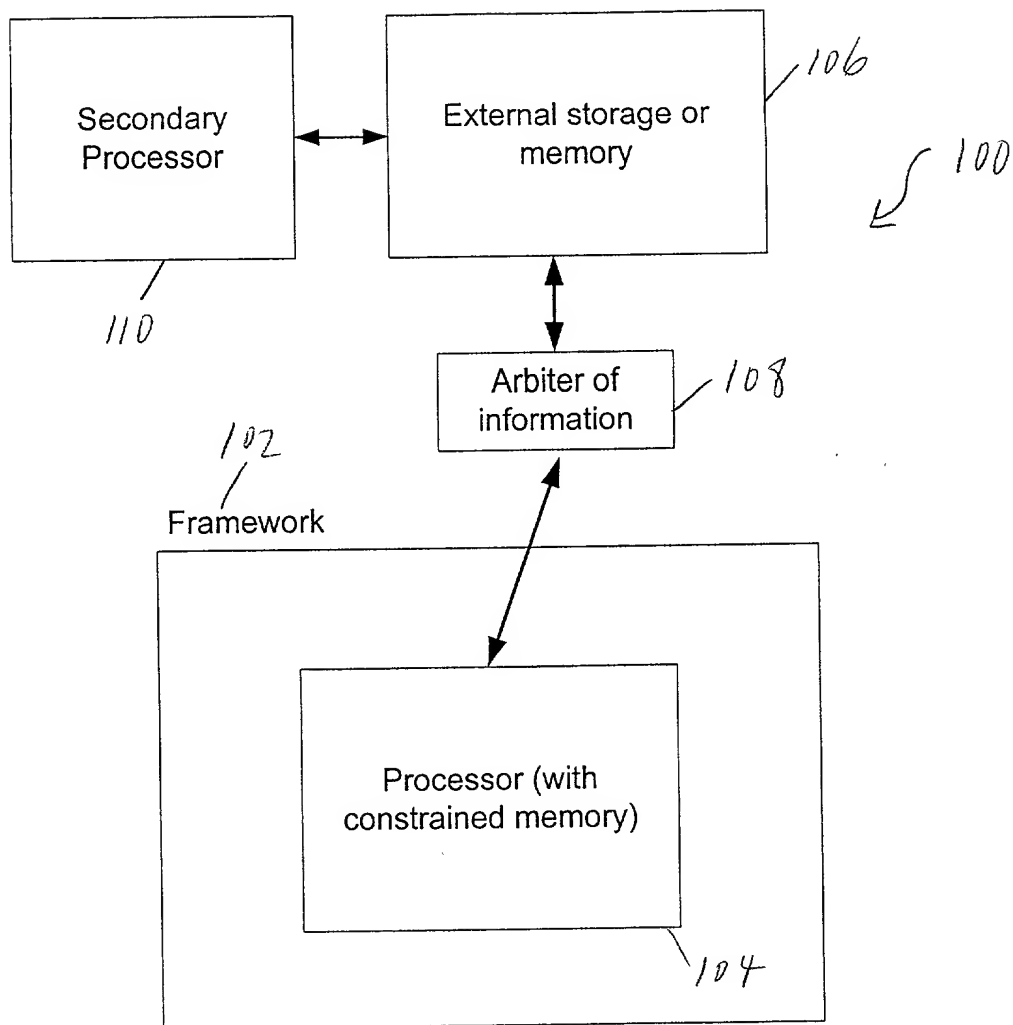 Secondary
Processor
External storage or
memory
106
100
110
Arbiter of
information
108
102
Framework
Processor (with
constrained memory)
104